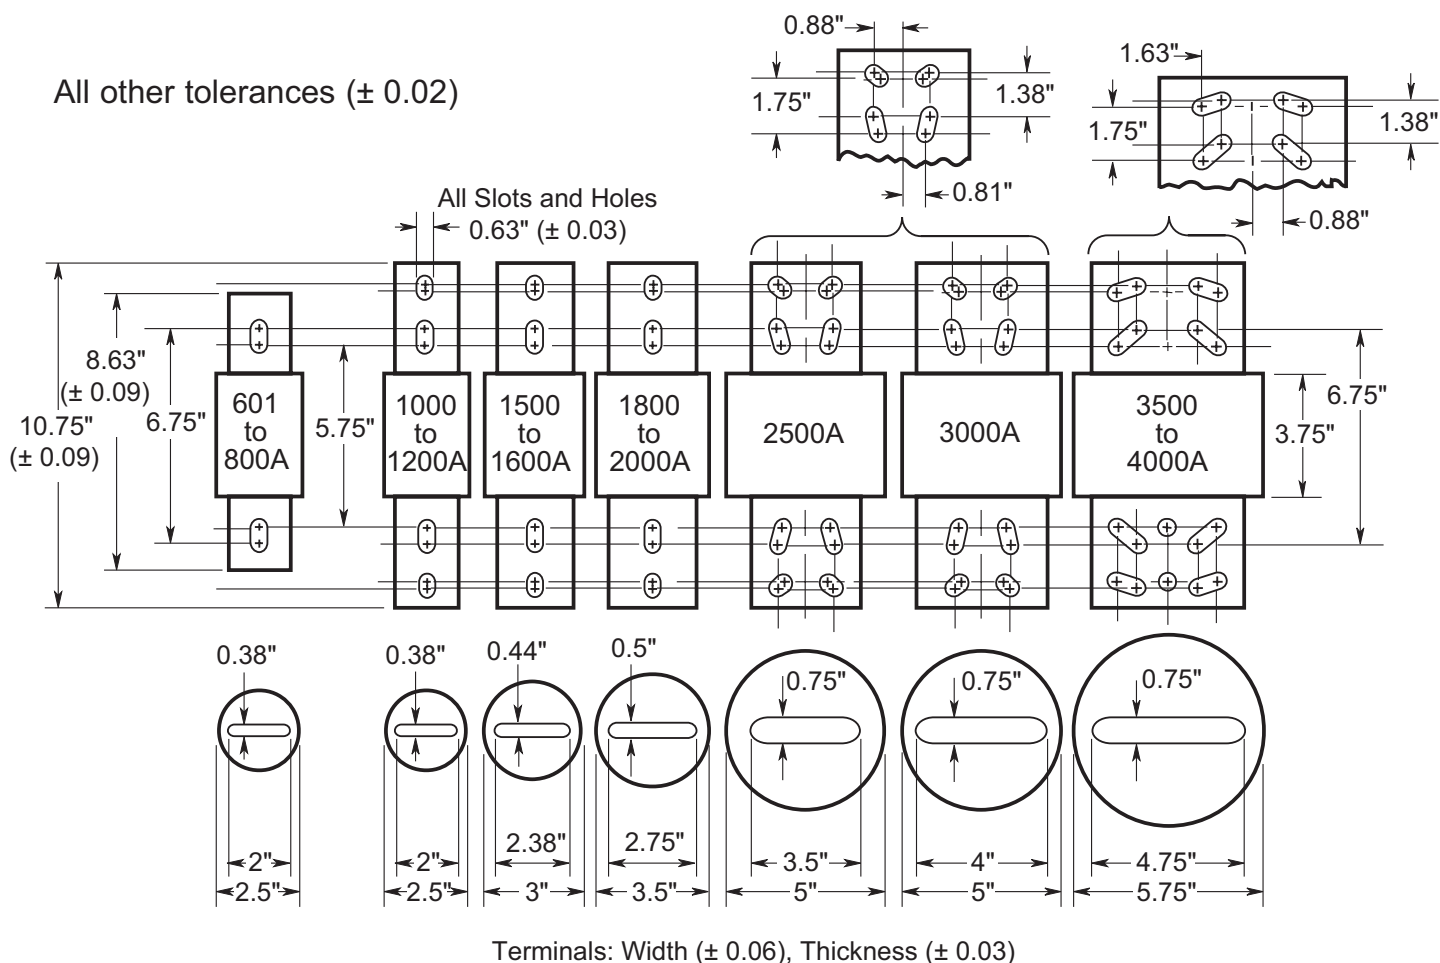 0.88"
1.63"
All other tolerances (± 0.02)
1.75"
1.38"
1.75"
1.38"
0.81"
0.88"
All Slots and Holes
0.63" (± 0.03)
8.63"
(± 0.09)
10.75"
(± 0.09)
6.75"
5.75"
601
to
800A
1000
to
1200A
1500
to
1600A
1800
to
2000A
2500A
3000A
3500
to
4000A
6.75"
3.75"
0.38"
0.38"
0.44"
0.5"
0.75"
0.75"
0.75"
2"
2"
2.38"
2.75"
3.5"
4"
4.75"
2.5"
2.5"
3"
3.5"
5"
5"
5.75"
Terminals: Width (± 0.06), Thickness (± 0.03)